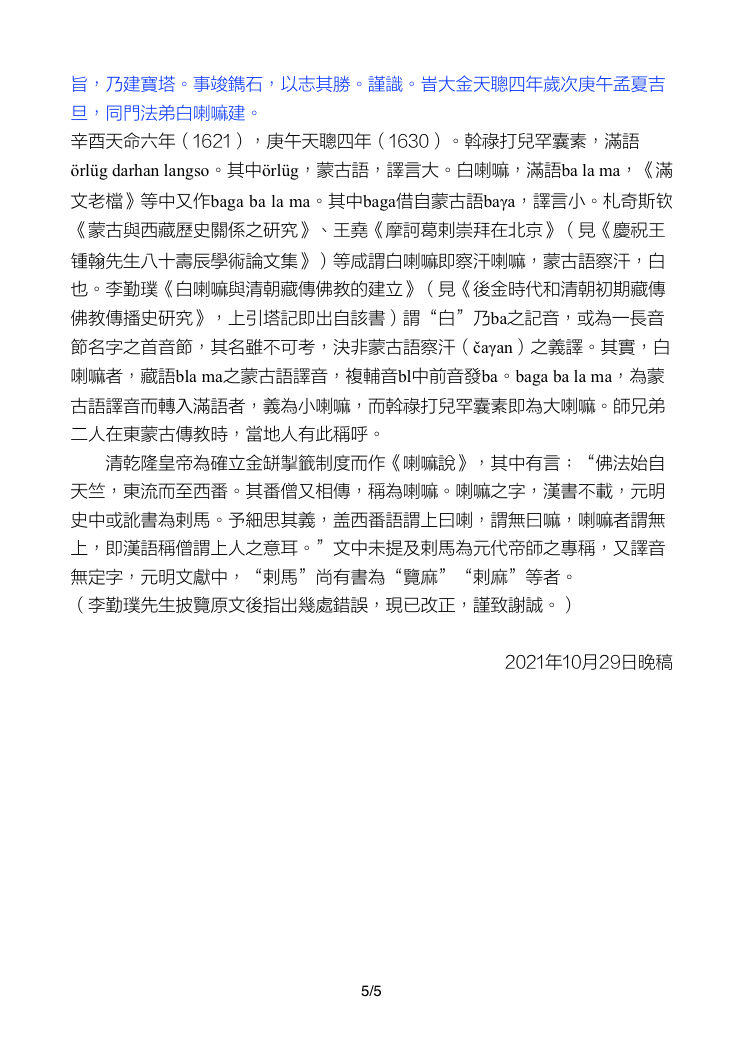 旨，乃建寶塔。事竣鐫石，以志其勝。謹識。旹大金天聰四年歲次庚午孟夏吉
旦，同門法弟白喇嘛建。
辛酉天命六年（1621），庚午天聰四年（1630）。斡祿打兒罕囊素，滿語
örlüg darhan langso。其中örlüg，蒙古語，譯言大。白喇嘛，滿語ba la ma，《滿
文老檔》等中又作baga ba la ma。其中baga借自蒙古語baγa，譯言小。札奇斯钦
《蒙古與西藏歷史關係之研究》、王堯《摩訶葛剌崇拜在北京》（見《慶祝王
锺翰先生八十壽辰學術論文集》）等咸謂白喇嘛即察汗喇嘛，蒙古語察汗，白
也。李勤璞《白喇嘛與清朝藏傳佛教的建立》（見《後金時代和清朝初期藏傳
佛教傳播史研究》，上引塔記即出自該書）謂“白”乃ba之記音，或為一長音
節名字之首音節，其名雖不可考，決非蒙古語察汗（čaγan）之義譯。其實，白
喇嘛者，藏語bla ma之蒙古語譯音，複輔音bl中前音發ba。baga ba la ma，為蒙
古語譯音而轉入滿語者，義為小喇嘛，而斡祿打兒罕囊素即為大喇嘛。師兄弟
二人在東蒙古傳教時，當地人有此稱呼。
清乾隆皇帝為確立金缾掣籤制度而作《喇嘛說》，其中有言：“佛法始自
天竺，東流而至西番。其番僧又相傳，稱為喇嘛。喇嘛之字，漢書不載，元明
史中或訛書為剌馬。予細思其義，盖西番語謂上曰喇，謂無曰嘛，喇嘛者謂無
上，即漢語稱僧謂上人之意耳。”文中未提及剌馬為元代帝師之專稱，又譯音
無定字，元明文獻中，“剌馬”尚有書為“覽麻”“剌麻”等者。
（李勤璞先生披覽原文後指出幾處錯誤，現已改正，謹致謝誠。）
2021年10月29日晚稿
5/5